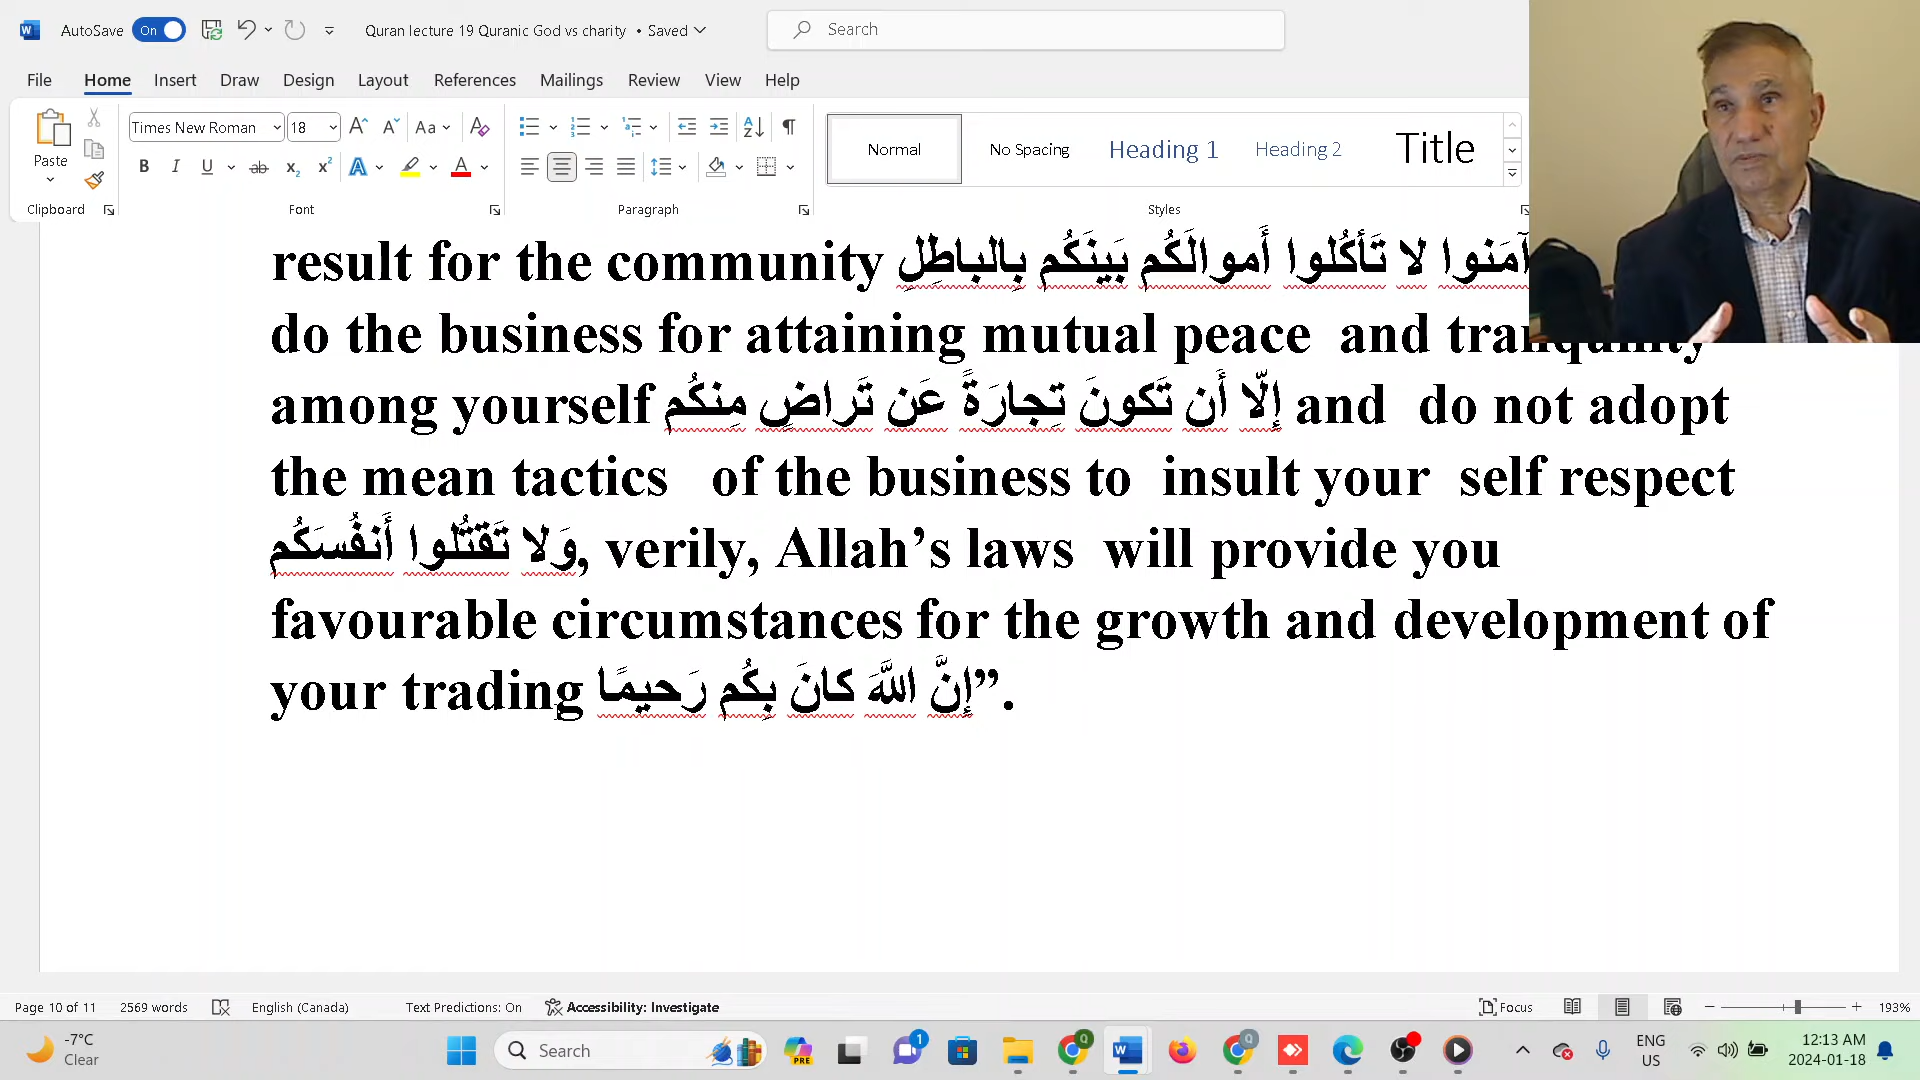 AutoSave On Quran lecture 19 Quranic God vs charity • Saved Search
File Home Insert Draw Design Layout References Mailings Review View Help
Paste Times New Roman 18 Aa Normal No Spacing Heading 1 Heading 2 Title
Clipboard Font Paragraph Styles
result for the community آمَنوا لا تَأكُلوا أَموالَكُم بَينَكُم بِالباطِلِ
do the business for attaining mutual peace and tranquility
among yourself إِلّا أَن تَكونَ تِجارَةً عَن تَراضٍ مِنكُم and do not adopt
the mean tactics of the business to insult your self respect
وَلا تَقتُلوا أَنفُسَكُم, verily, Allah’s laws will provide you
favourable circumstances for the growth and development of
your trading إِنَّ اللَّهَ كانَ بِكُم رَحيمًا”.
Page 10 of 11 2569 words English (Canada) Text Predictions: On Accessibility: Investigate Focus 193%
-7°C Clear Search PRE 1 ENG US 12:13 AM 2024-01-18